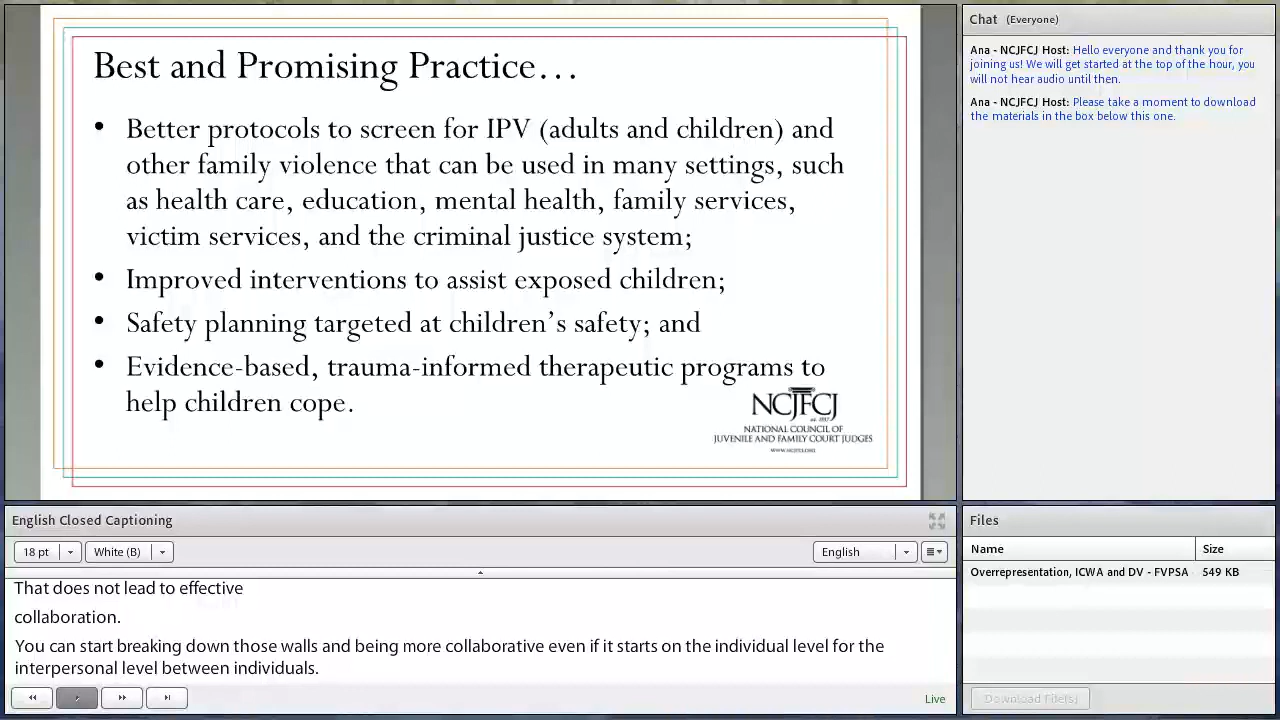 Best and Promising Practice…
• Better protocols to screen for IPV (adults and children) and
other family violence that can be used in many settings, such
as health care, education, mental health, family services,
victim services, and the criminal justice system;
• Improved interventions to assist exposed children;
• Safety planning targeted at children's safety; and
• Evidence-based, trauma-informed therapeutic programs to
help children cope.
NCJFCJ
est. 1937
NATIONAL COUNCIL OF
JUVENILE AND FAMILY COURT JUDGES
WWW.NCJFCJ.ORG
Chat (Everyone)
Ana - NCJFCJ Host: Hello everyone and thank you for
joining us! We will get started at the top of the hour, you
will not hear audio until then.
Ana - NCJFCJ Host: Please take a moment to download
the materials in the box below this one.
English Closed Captioning
18 pt
White (B)
English
That does not lead to effective
collaboration.
You can start breaking down those walls and being more collaborative even if it starts on the individual level for the
interpersonal level between individuals.
Live
Files
Name Size
Overrepresentation, ICWA and DV - FVPSA 549 KB
Download File(s)